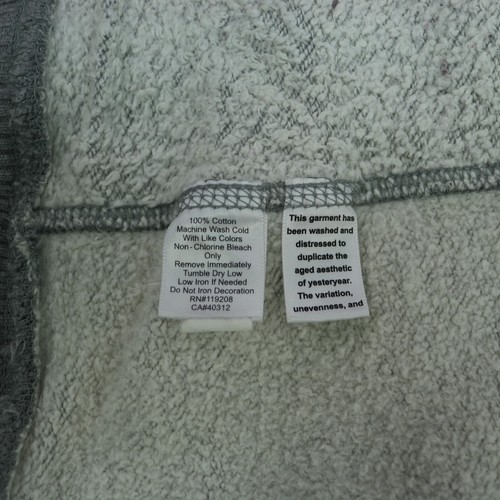 100% Cotton
Machine Wash Cold
With Like Colors
Non-Chlorine Bleach
Only
Remove Immediately
Tumble Dry Low
Low Iron If Needed
Do Not Iron Decoration
RN#119208
CA#40312
This garment has
been washed and
distressed to
duplicate the
aged aesthetic
of yesteryear.
The variation,
unevenness, and